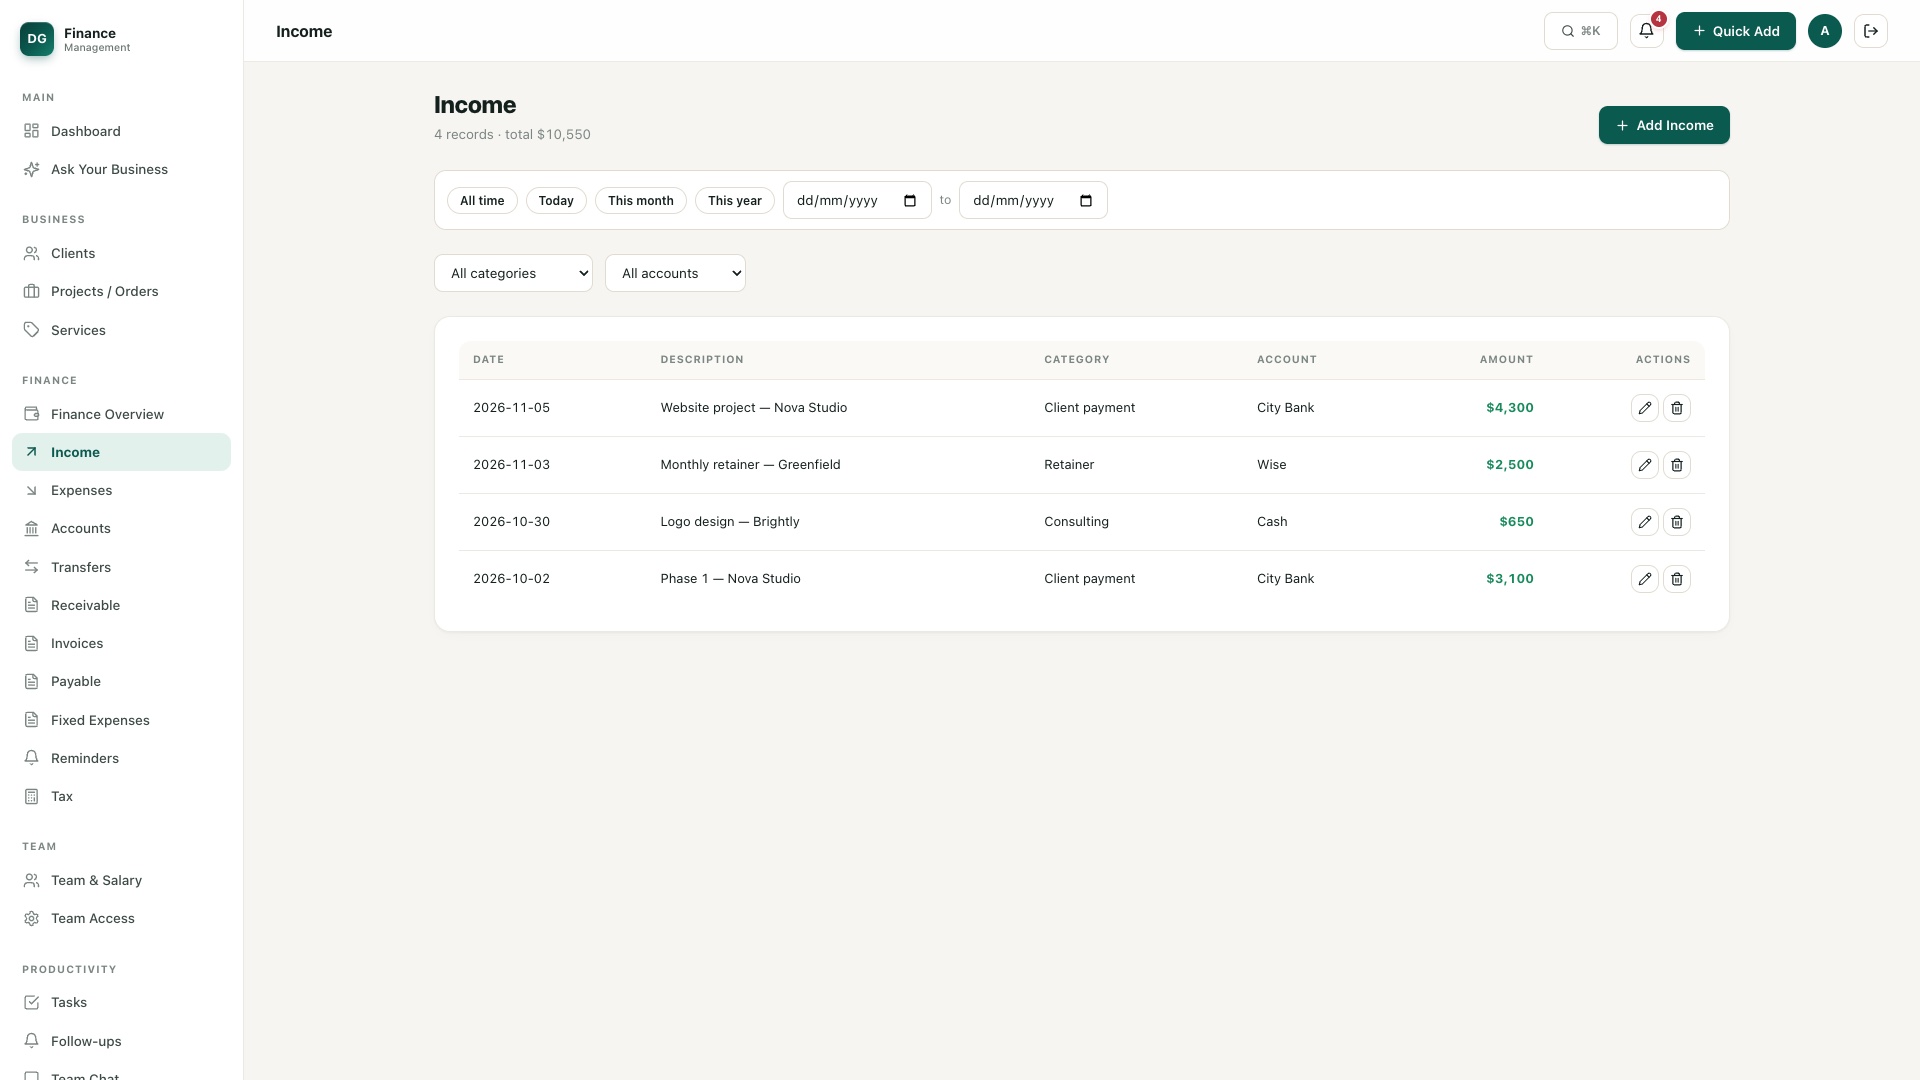 DG
Finance
Management
MAIN
Dashboard
Ask Your Business
BUSINESS
Clients
Projects / Orders
Services
FINANCE
Finance Overview
Income
Expenses
Accounts
Transfers
Receivable
Invoices
Payable
Fixed Expenses
Reminders
Tax
TEAM
Team & Salary
Team Access
PRODUCTIVITY
Tasks
Follow-ups
Team Chat
Income
⌘K
4
+ Quick Add
A
Income
4 records · total $10,550
+ Add Income
All time Today This month This year dd/mm/yyyy to dd/mm/yyyy
All categories All accounts
DATE DESCRIPTION CATEGORY ACCOUNT AMOUNT ACTIONS
2026-11-05 Website project — Nova Studio Client payment City Bank $4,300
2026-11-03 Monthly retainer — Greenfield Retainer Wise $2,500
2026-10-30 Logo design — Brightly Consulting Cash $650
2026-10-02 Phase 1 — Nova Studio Client payment City Bank $3,100